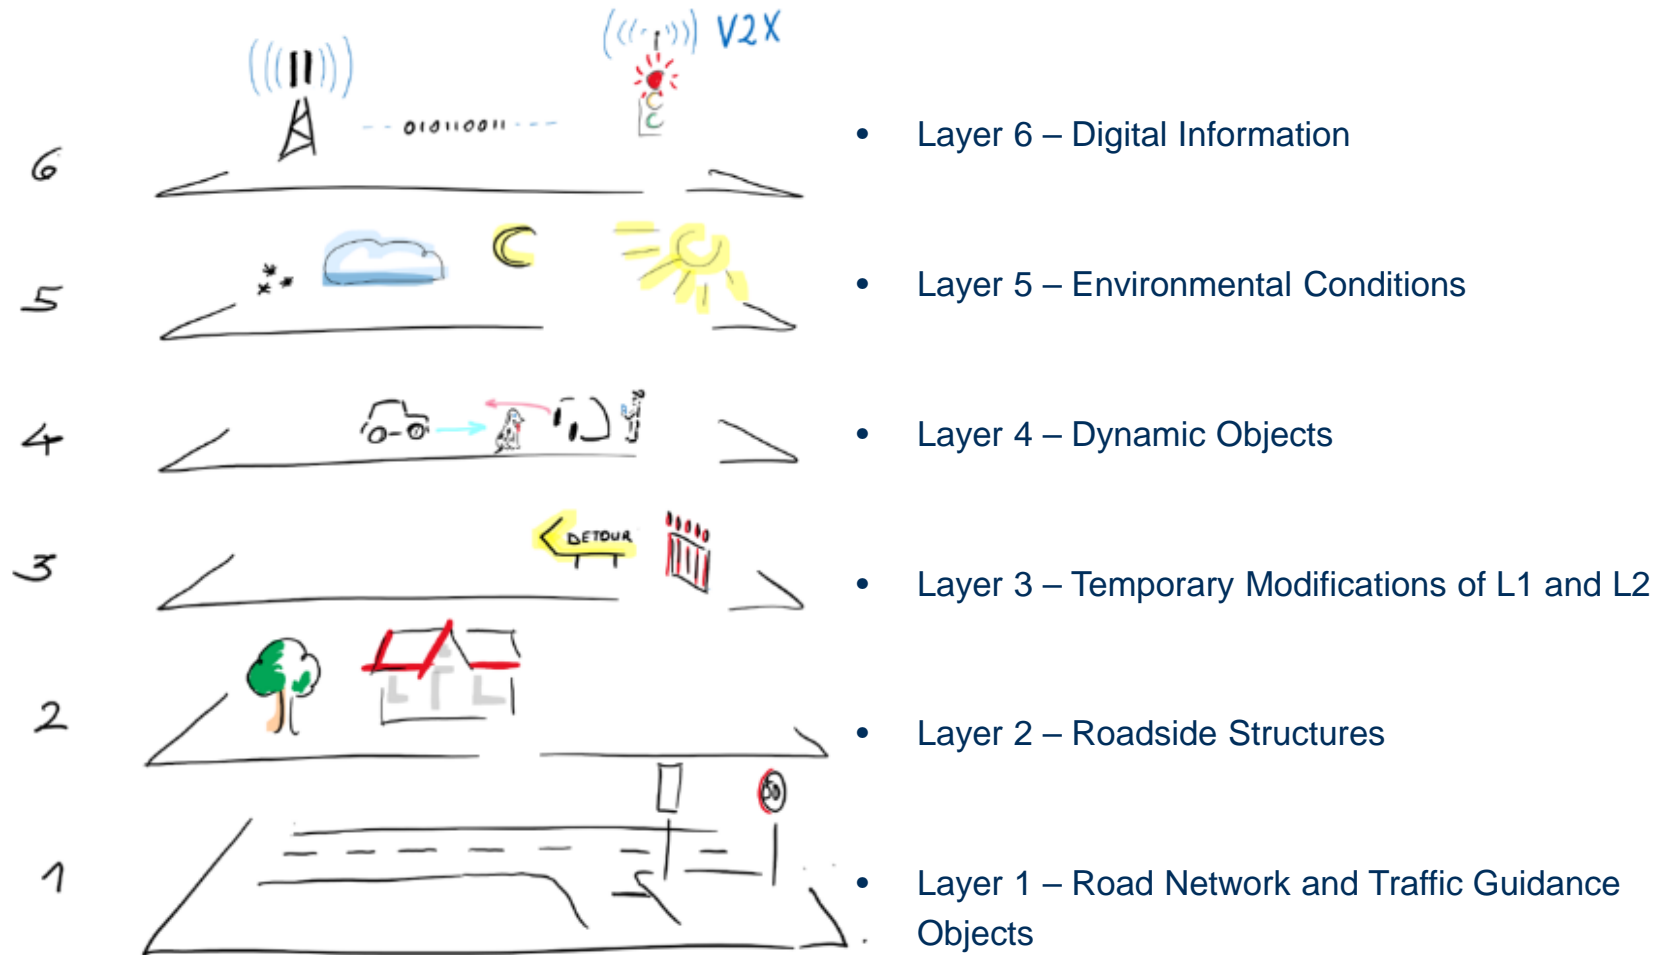 V2X
010110011
6
• Layer 6 – Digital Information
5
• Layer 5 – Environmental Conditions
4
• Layer 4 – Dynamic Objects
DETOUR
3
• Layer 3 – Temporary Modifications of L1 and L2
2
• Layer 2 – Roadside Structures
50
1
• Layer 1 – Road Network and Traffic Guidance
Objects